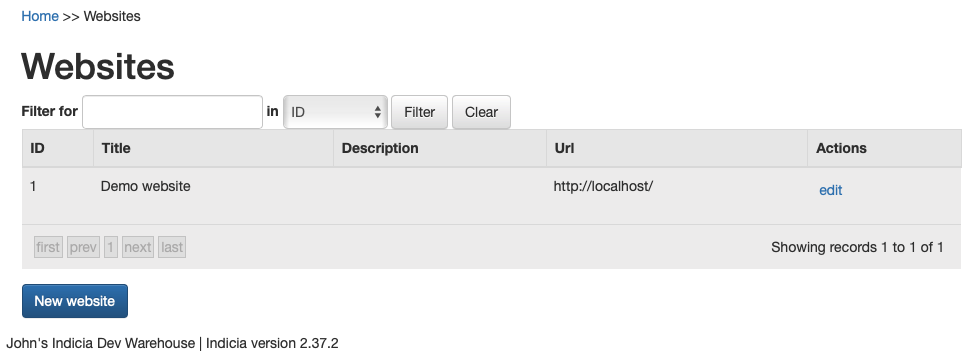 Home >> Websites
Websites
Filter for in ID Filter Clear
ID Title Description Url Actions
1 Demo website http://localhost/ edit
first prev 1 next last Showing records 1 to 1 of 1
New website
John's Indicia Dev Warehouse | Indicia version 2.37.2